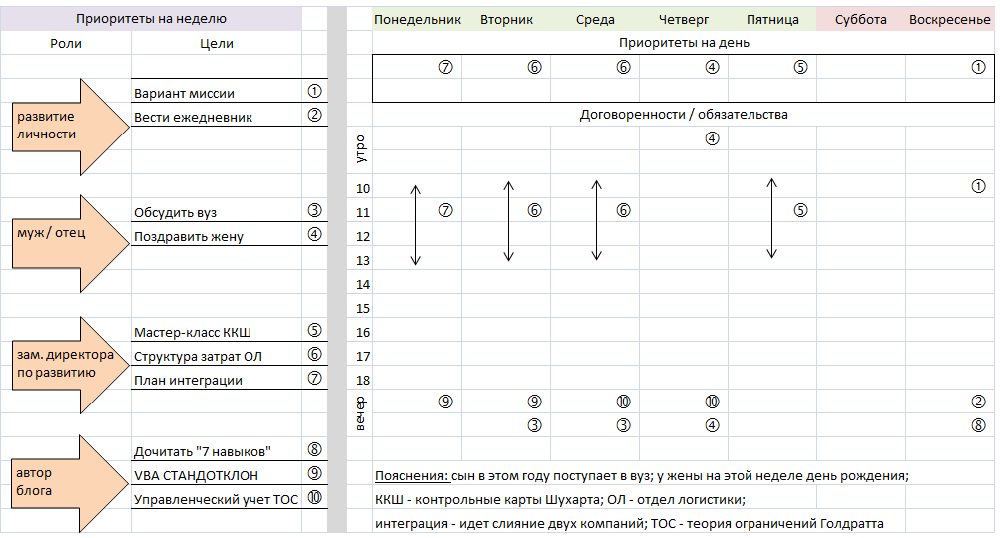 Приоритеты на неделю
Роли Цели
развитие
личности
Вариант миссии ①
Вести ежедневник ②
муж / отец
Обсудить вуз ③
Поздравить жену ④
зам. директора
по развитию
Мастер-класс ККШ ⑤
Структура затрат ОЛ ⑥
План интеграции ⑦
автор
блога
Дочитать "7 навыков" ⑧
VBA СТАНДОТКЛОН ⑨
Управленческий учет ТОС ⑩
Понедельник Вторник Среда Четверг Пятница Суббота Воскресенье
Приоритеты на день
⑦ ⑥ ⑥ ④ ⑤ ①
Договоренности / обязательства
утро
④
10 ①
11 ⑦ ⑥ ⑥ ⑤
12
13
14
15
16
17
18
вечер
⑨ ⑨ ⑩ ⑩ ②
③ ③ ④ ⑧
Пояснения: сын в этом году поступает в вуз; у жены на этой неделе день рождения;
ККШ - контрольные карты Шухарта; ОЛ - отдел логистики;
интеграция - идет слияние двух компаний; ТОС - теория ограничений Голдратта